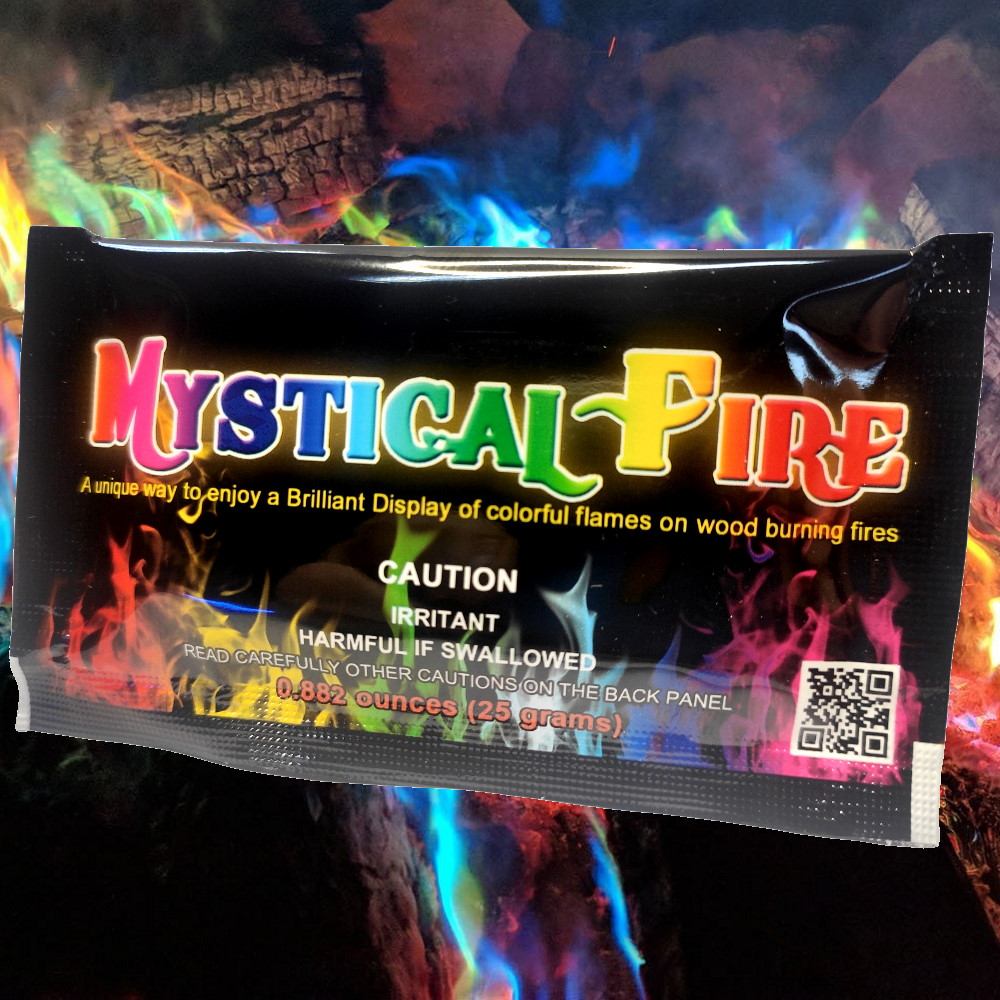 MYSTICAL FIRE
A unique way to enjoy a Brilliant Display of colorful flames on wood burning fires
CAUTION
IRRITANT
HARMFUL IF SWALLOWED
READ CAREFULLY OTHER CAUTIONS ON THE BACK PANEL
0.882 ounces (25 grams)